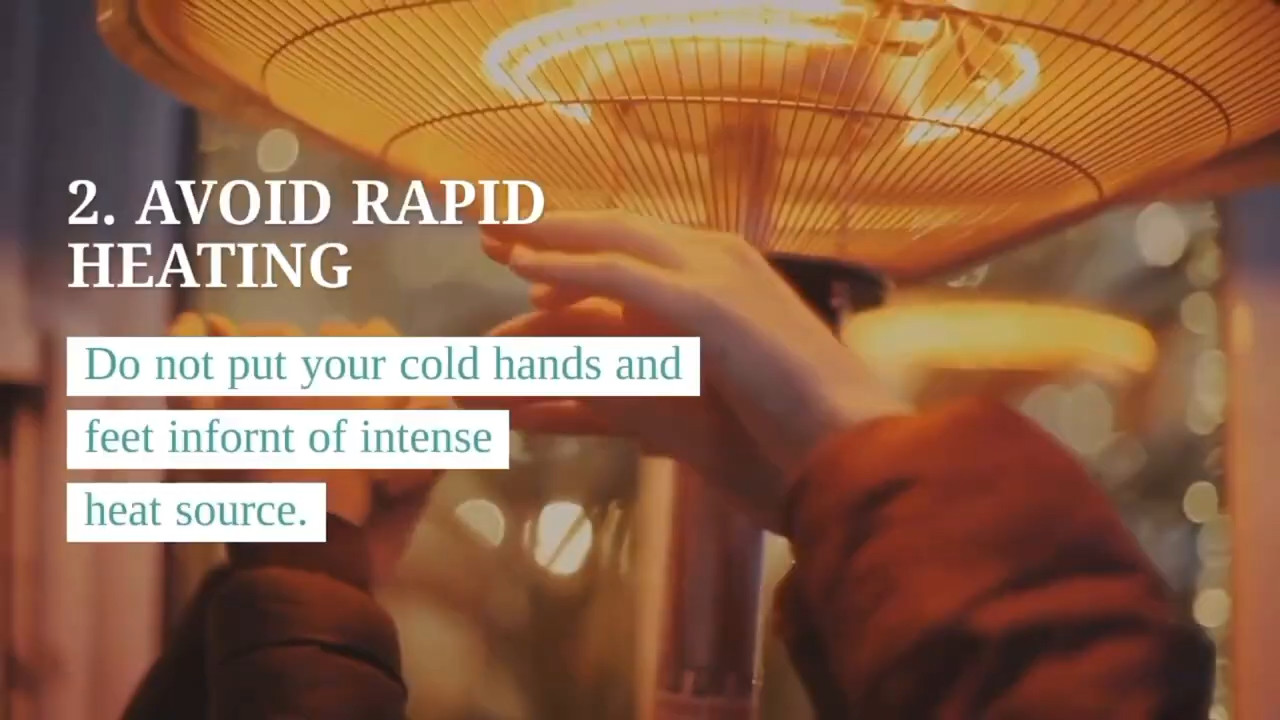 2. AVOID RAPID
HEATING
Do not put your cold hands and
feet infornt of intense
heat source.